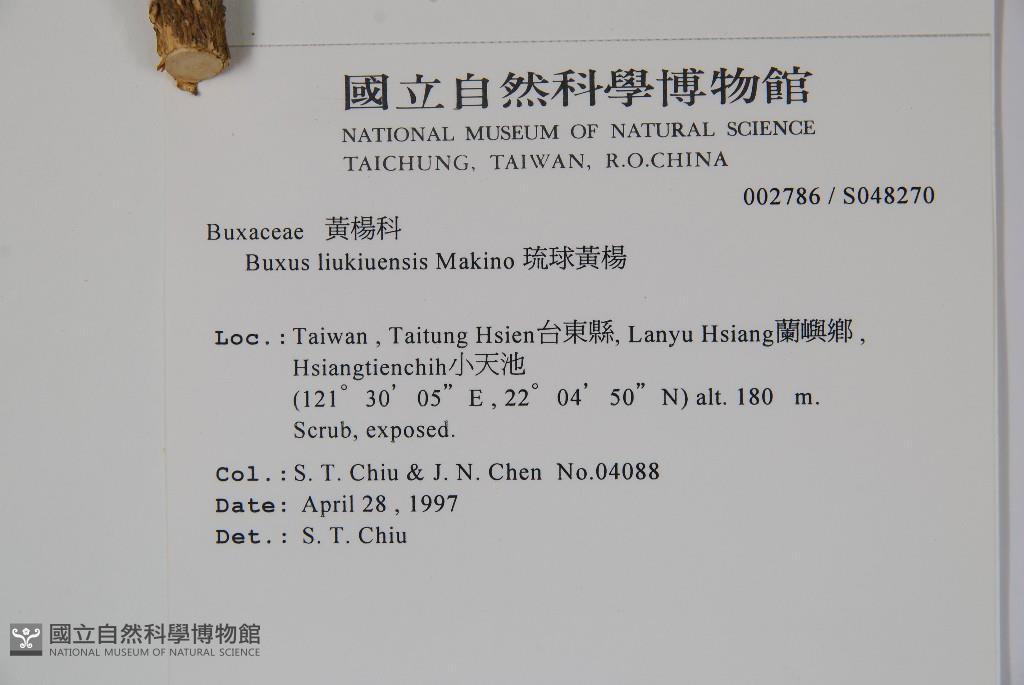 國立自然科學博物館
NATIONAL MUSEUM OF NATURAL SCIENCE
TAICHUNG, TAIWAN, R.O.CHINA
002786 / S048270
Buxaceae 黃楊科
Buxus liukiuensis Makino 琉球黃楊
Loc.: Taiwan , Taitung Hsien台東縣, Lanyu Hsiang蘭嶼鄉 ,
Hsiangtienchih小天池
(121° 30’ 05” E , 22° 04’ 50” N) alt. 180 m.
Scrub, exposed.
Col.: S. T. Chiu & J. N. Chen No.04088
Date: April 28 , 1997
Det.: S. T. Chiu
國立自然科學博物館
NATIONAL MUSEUM OF NATURAL SCIENCE